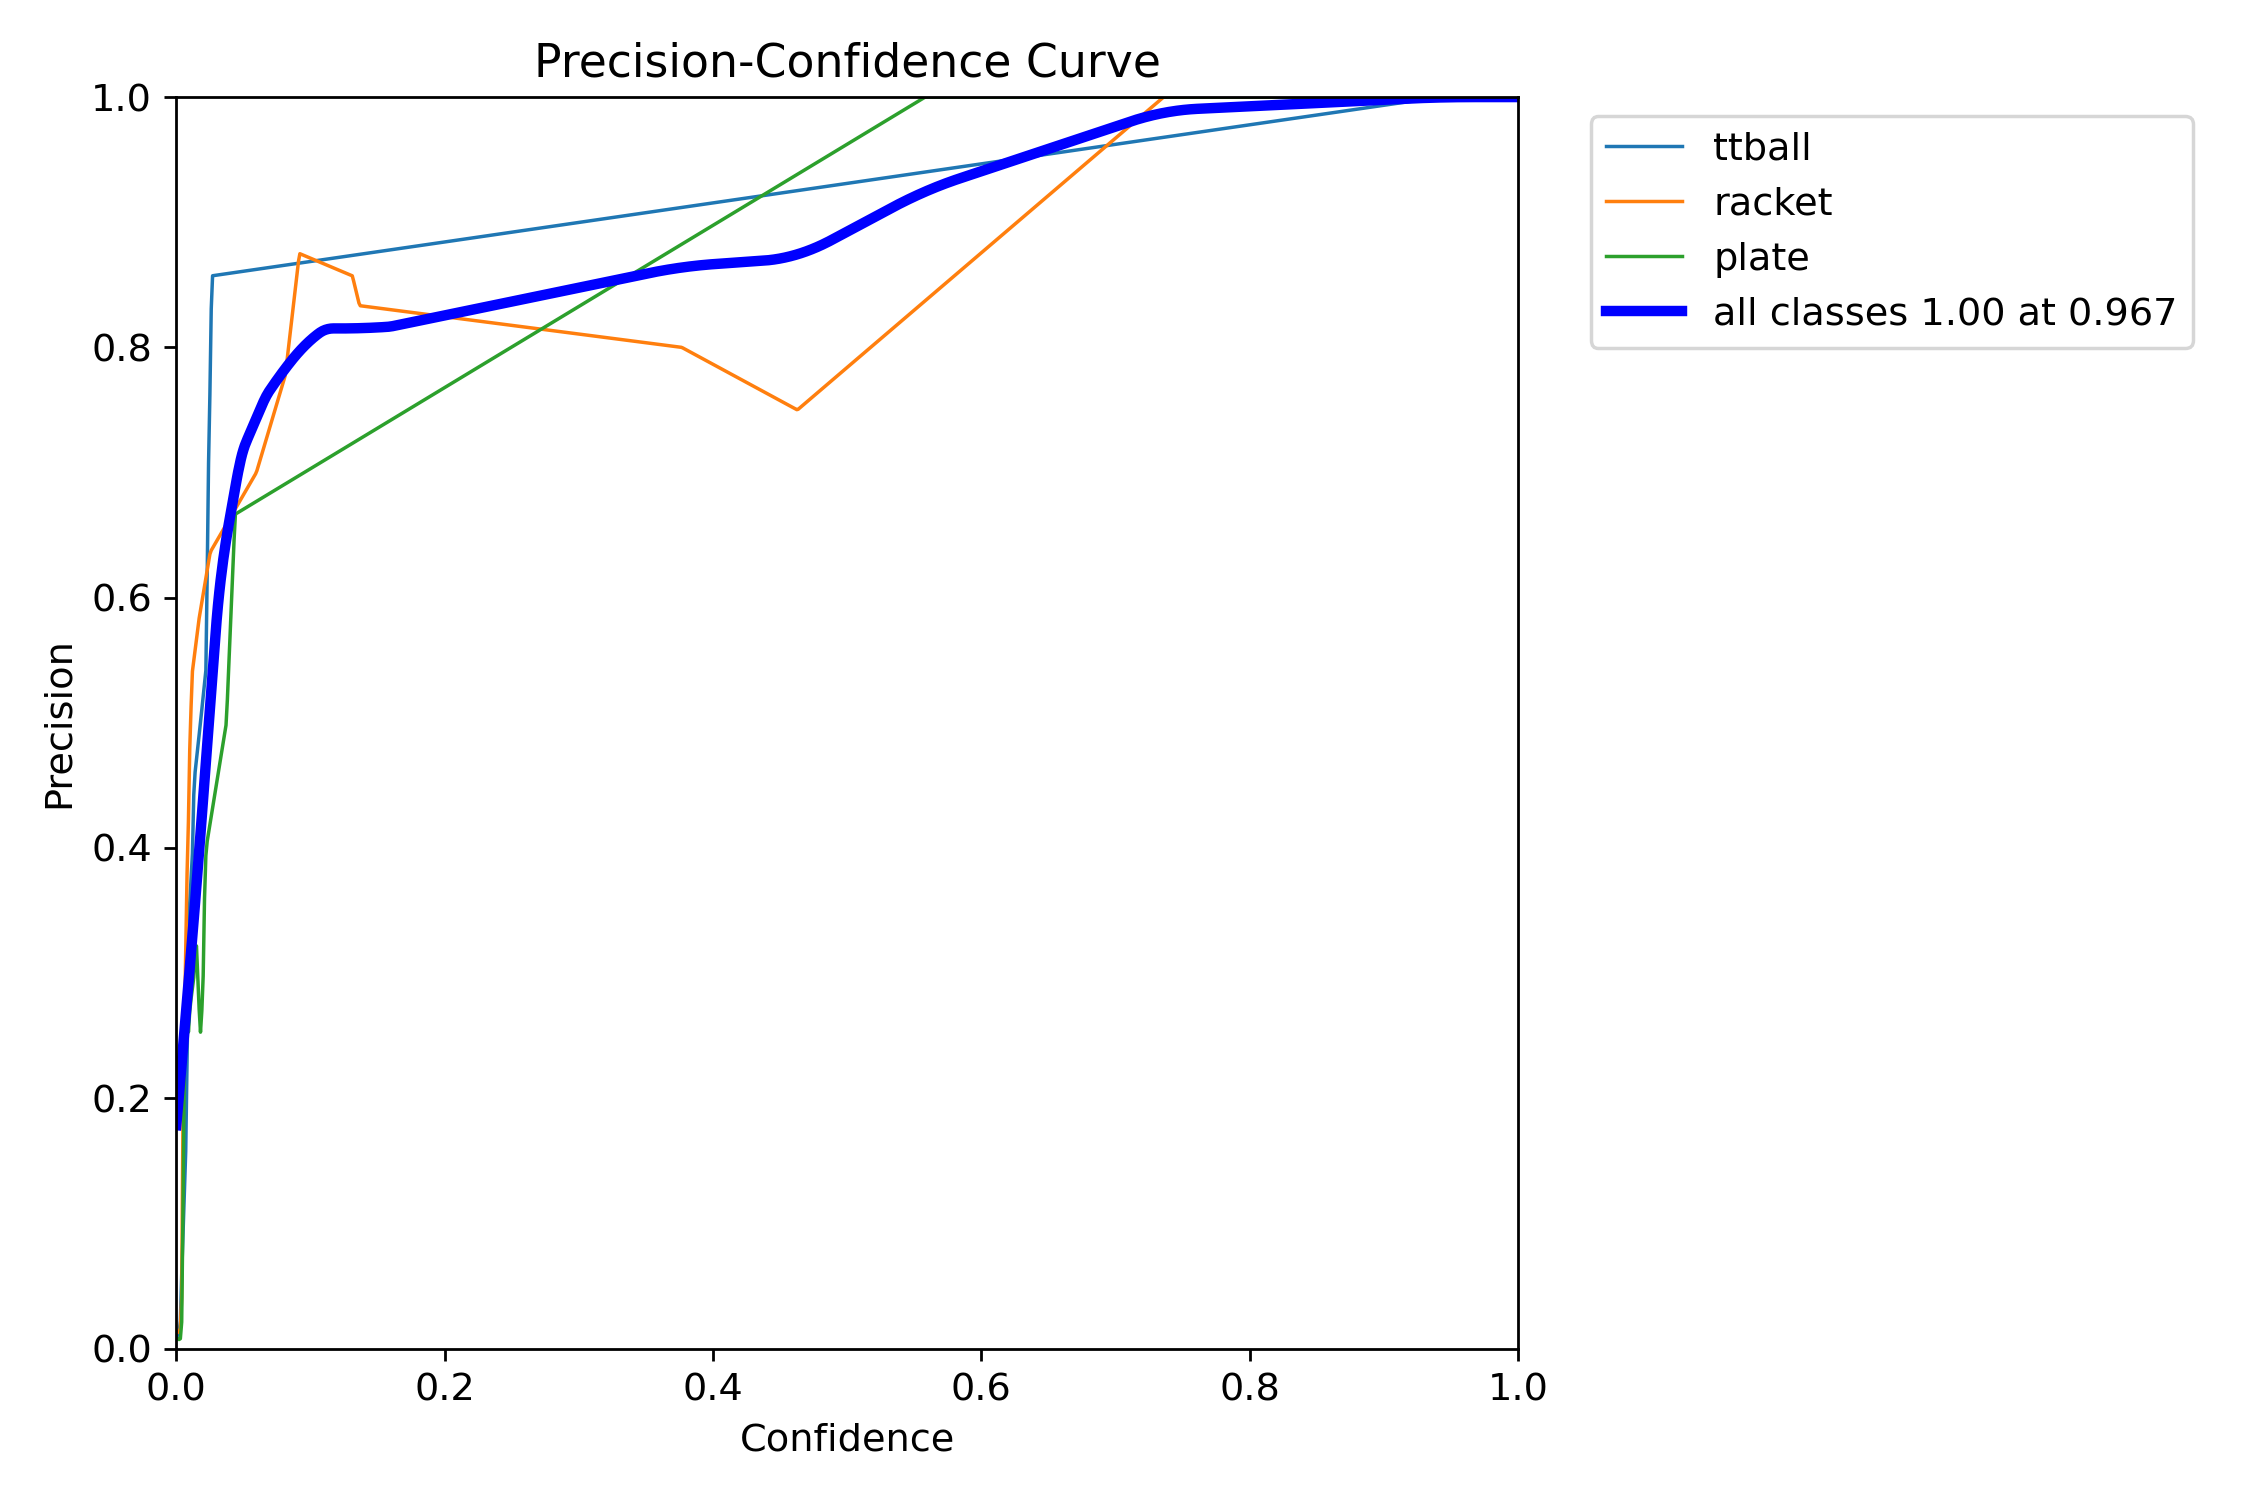 Precision-Confidence Curve
1.0
0.8
0.6
0.4
0.2
0.0
Precision
0.0 0.2 0.4 0.6 0.8 1.0
Confidence
ttball
racket
plate
all classes 1.00 at 0.967